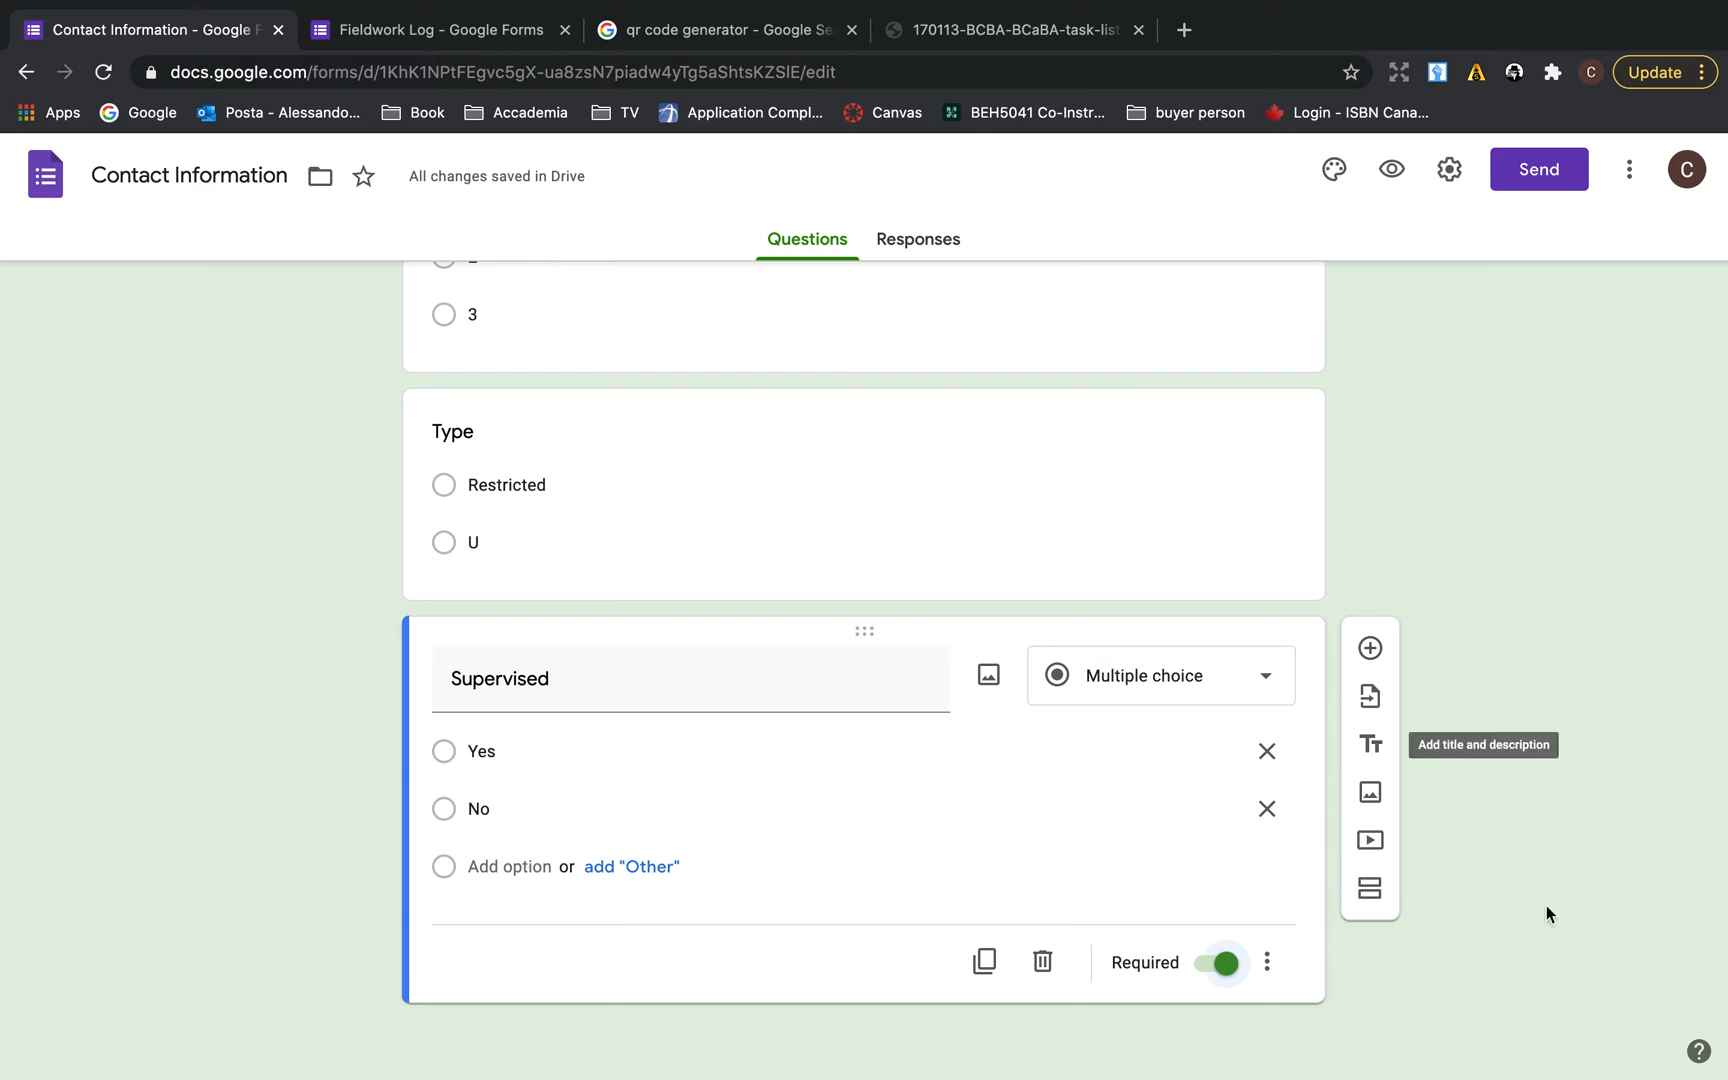 Contact Information - Google F
Fieldwork Log - Google Forms
qr code generator - Google Se
170113-BCBA-BCaBA-task-list
docs.google.com/forms/d/1KhK1NPtFEgvc5gX-ua8zsN7piadw4yTg5aShtsKZSlE/edit
C
Update
Apps
Google
Posta - Alessando...
Book
Accademia
TV
Application Compl...
Canvas
BEH5041 Co-Instr...
buyer person
Login - ISBN Cana...
Contact Information
All changes saved in Drive
Send
C
Questions
Responses
3
Type
Restricted
U
Supervised
Multiple choice
Yes
Add title and description
No
Add option or add "Other"
Required